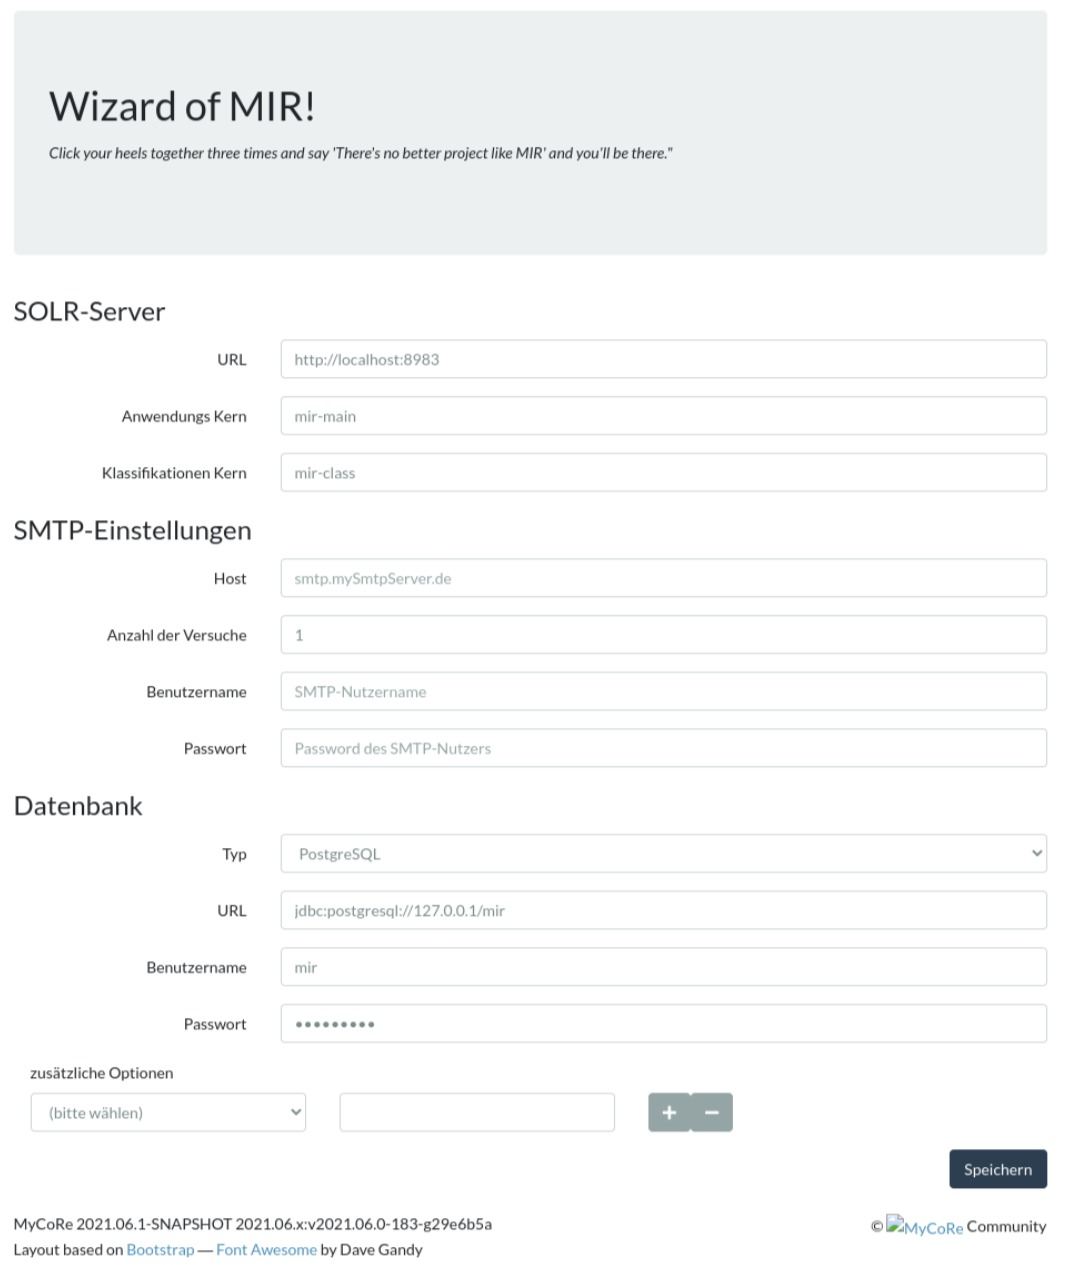 Wizard of MIR!
Click your heels together three times and say 'There's no better project like MIR' and you'll be there."
SOLR-Server
URL http://localhost:8983
Anwendungs Kern mir-main
Klassifikationen Kern mir-class
SMTP-Einstellungen
Host smtp.mySmtpServer.de
Anzahl der Versuche 1
Benutzername SMTP-Nutzername
Passwort Password des SMTP-Nutzers
Datenbank
Typ PostgreSQL
URL jdbc:postgresql://127.0.0.1/mir
Benutzername mir
Passwort •••••••••
zusätzliche Optionen
(bitte wählen) + −
Speichern
MyCoRe 2021.06.1-SNAPSHOT 2021.06.x:v2021.06.0-183-g29e6b5a © MyCoRe Community
Layout based on Bootstrap — Font Awesome by Dave Gandy